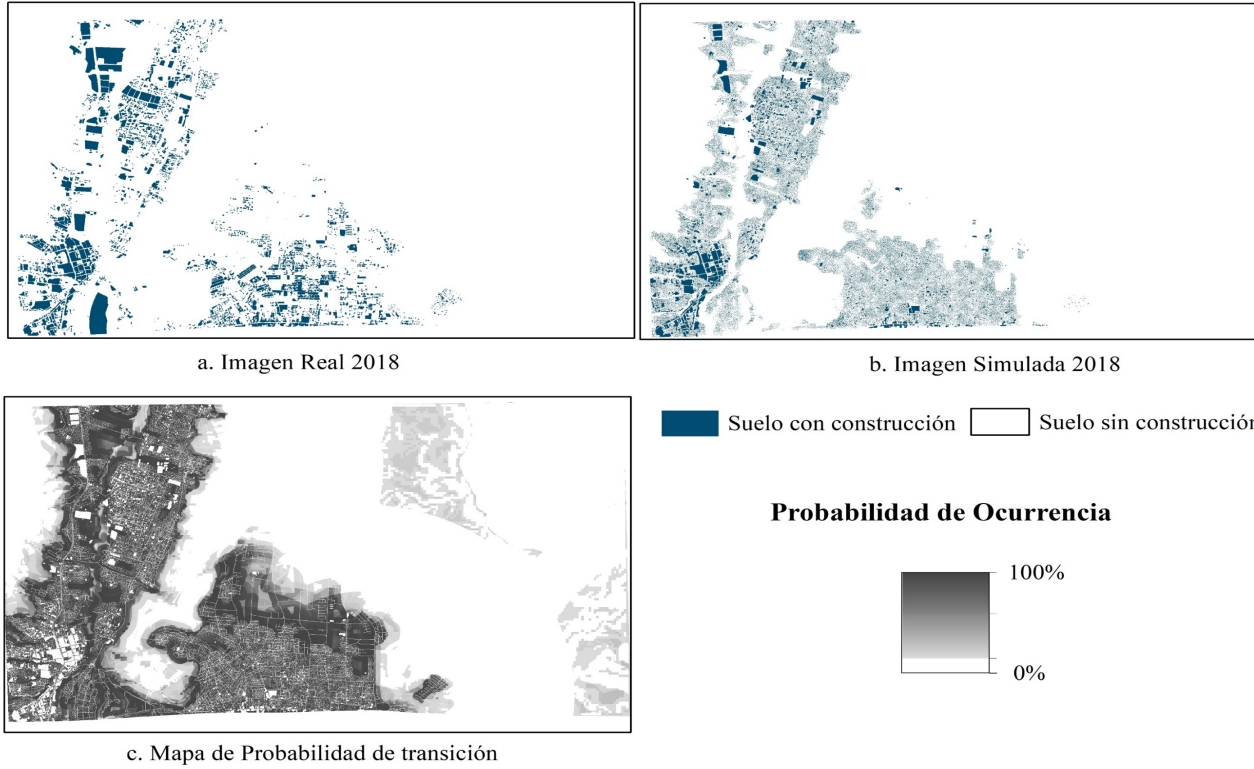 a. Imagen Real 2018
b. Imagen Simulada 2018
Suelo con construcción
Suelo sin construcción
Probabilidad de Ocurrencia
100%
0%
c. Mapa de Probabilidad de transición